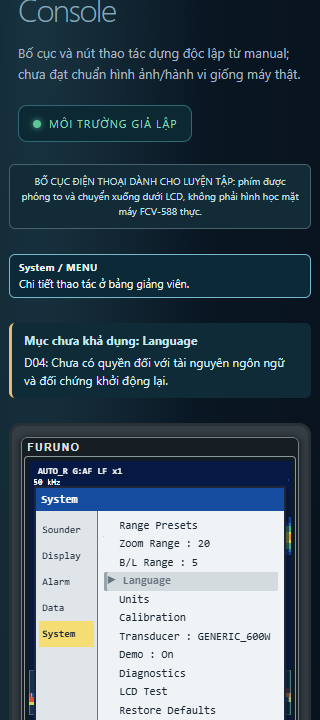 Console
Bố cục và nút thao tác dựng độc lập từ manual;
chưa đạt chuẩn hình ảnh/hành vi giống máy thật.
MÔI TRƯỜNG GIẢ LẬP
BỐ CỤC ĐIỆN THOẠI DÀNH CHO LUYỆN TẬP: phím được
phóng to và chuyển xuống dưới LCD, không phải hình học mặt
máy FCV-588 thực.
System / MENU
Chi tiết thao tác ở bảng giảng viên.
Mục chưa khả dụng: Language
D04: Chưa có quyền đối với tài nguyên ngôn ngữ
và đối chứng khởi động lại.
FURUNO
AUTO_R G:AF LF x1
50 kHz
System
Sounder
Display
Alarm
Data
System
Range Presets
Zoom Range : 20
B/L Range : 5
Language
Units
Calibration
Transducer : GENERIC_600W
Demo : On
Diagnostics
LCD Test
Restore Defaults